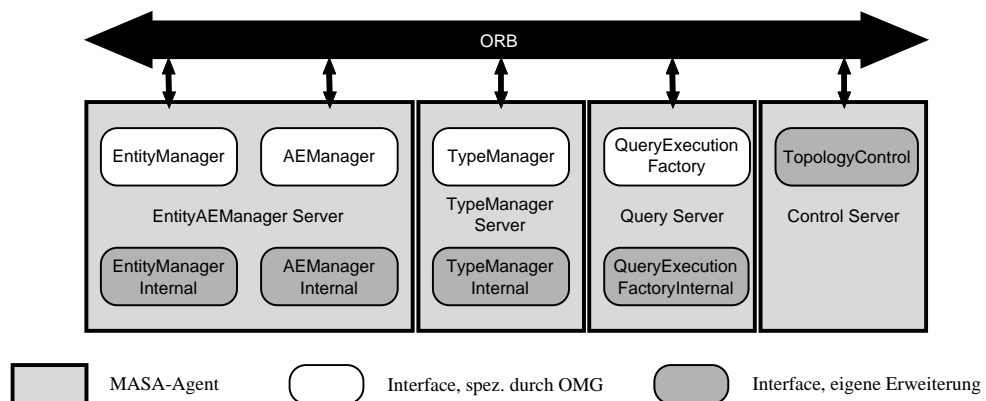 ORB
EntityManager
AEManager
TypeManager
QueryExecution
Factory
TopologyControl
EntityAEManager Server
TypeManager
Server
Query Server
Control Server
EntityManager
Internal
AEManager
Internal
TypeManager
Internal
QueryExecution
FactoryInternal
MASA-Agent
Interface, spez. durch OMG
Interface, eigene Erweiterung